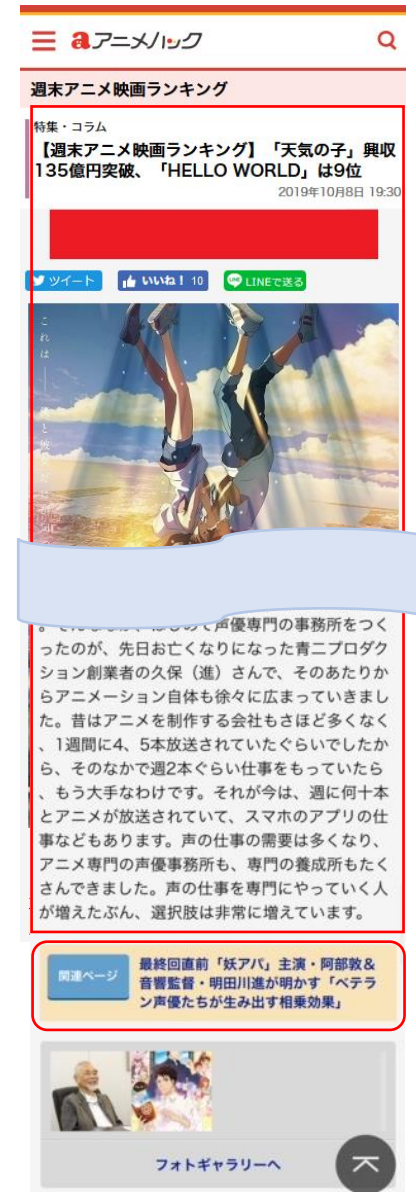 aアニメハック
週末アニメ映画ランキング
特集・コラム
【週末アニメ映画ランキング】「天気の子」興収
135億円突破、「HELLO WORLD」は9位
2019年10月8日 19:30
ツイート いいね！ 10 LINEで送る
これは
声優専門の事務所をつく
ったのが、先日お亡くなりになった青二プロダク
ション創業者の久保（進）さんで、そのあたりか
らアニメーション自体も徐々に広まっていきまし
た。昔はアニメを制作する会社もさほど多くなく
、1週間に4、5本放送されていたぐらいでしたか
ら、そのなかで週2本ぐらい仕事をもっていたら
、もう大手なわけです。それが今は、週に何十本
とアニメが放送されていて、スマホのアプリの仕
事などもあります。声の仕事の需要は多くなり、
アニメ専門の声優事務所も、専門の養成所もたく
さんできました。声の仕事を専門にやっていく人
が増えたぶん、選択肢は非常に増えています。
関連ページ
最終回直前「妖アパ」主演・阿部敦＆
音響監督・明田川進が明かす「ベテラ
ン声優たちが生み出す相乗効果」
フォトギャラリーへ